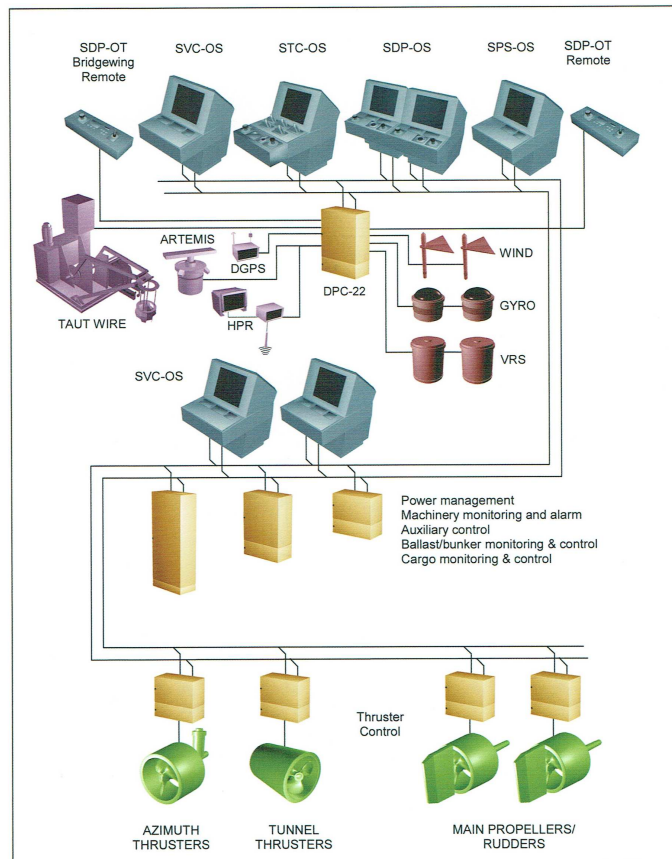 SDP-OT
Bridgewing
Remote
SVC-OS
STC-OS
SDP-OS
SPS-OS
SDP-OT
Remote
TAUT WIRE
ARTEMIS
DGPS
HPR
DPC-22
WIND
GYRO
VRS
SVC-OS
Power management
Machinery monitoring and alarm
Auxiliary control
Ballast/bunker monitoring & control
Cargo monitoring & control
Thruster
Control
AZIMUTH
THRUSTERS
TUNNEL
THRUSTERS
MAIN PROPELLERS/
RUDDERS